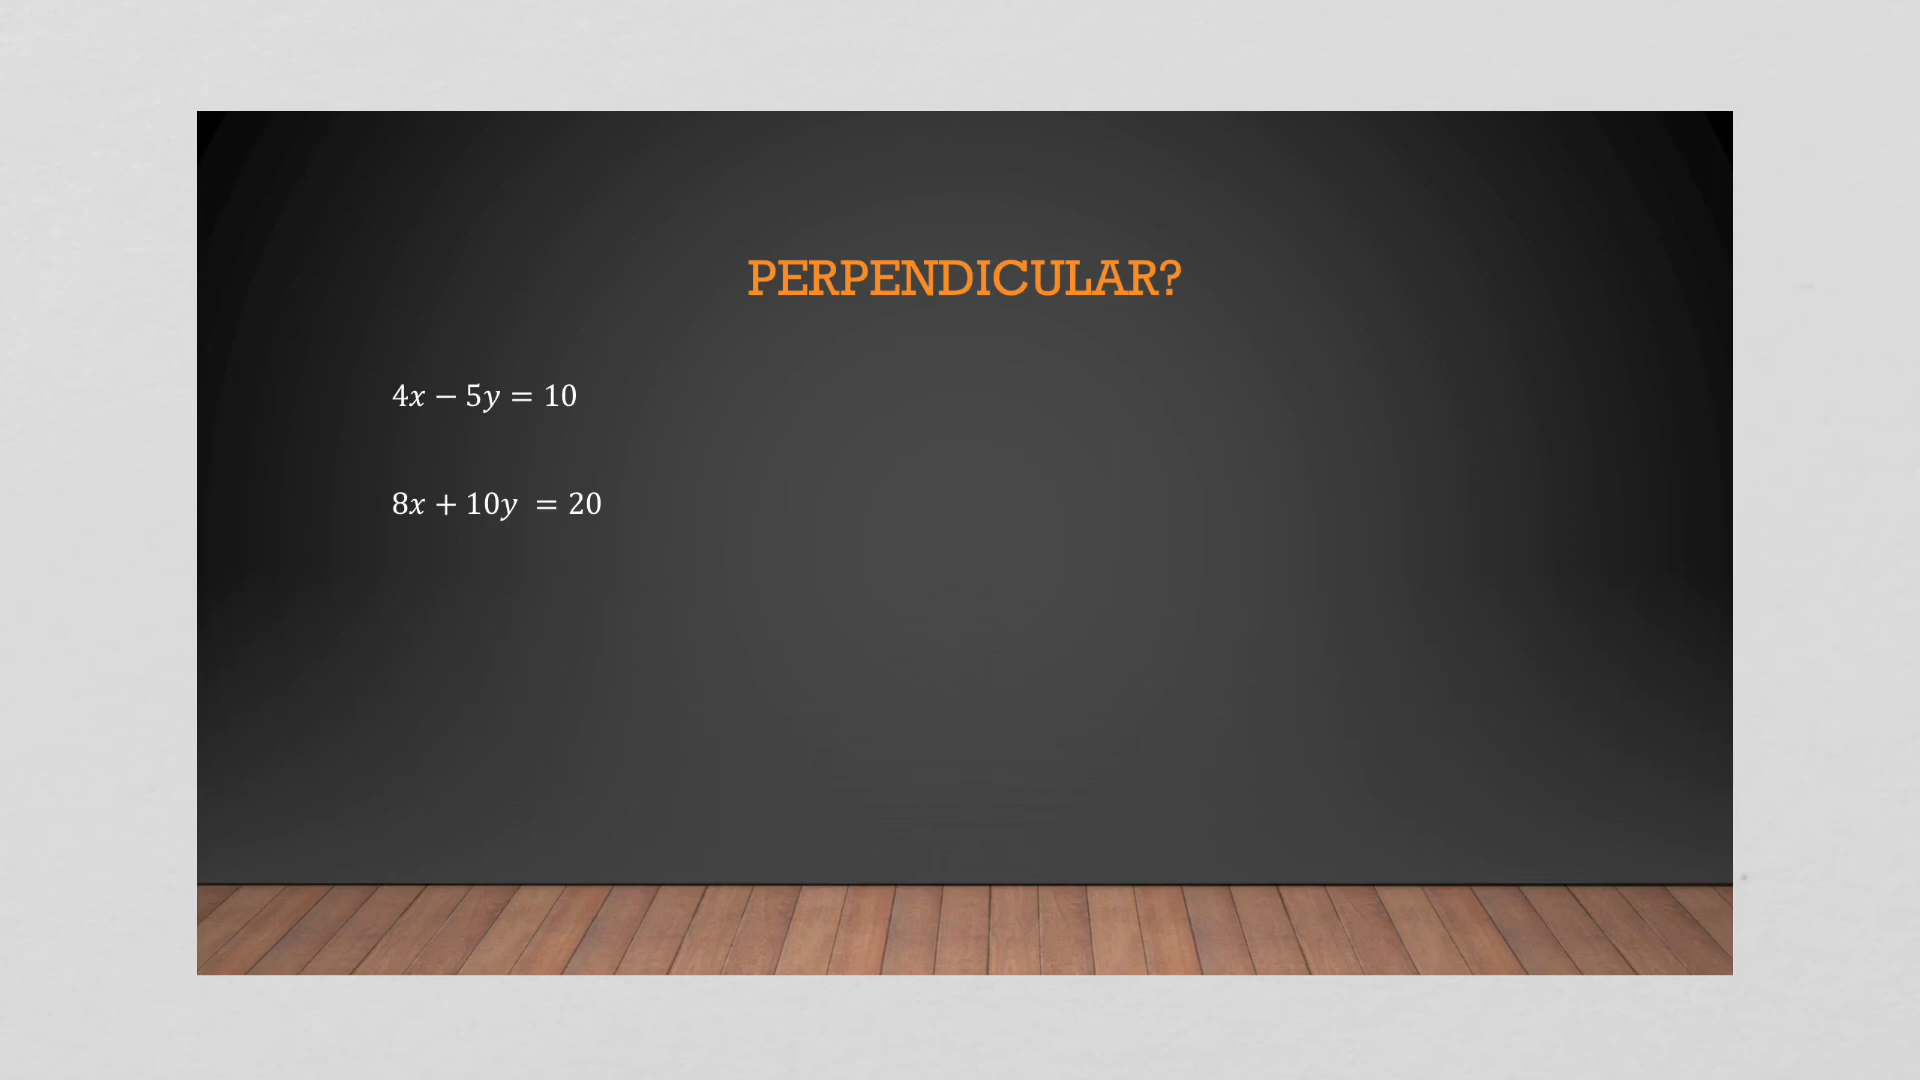 PERPENDICULAR?
4x − 5y = 10
8x + 10y = 20